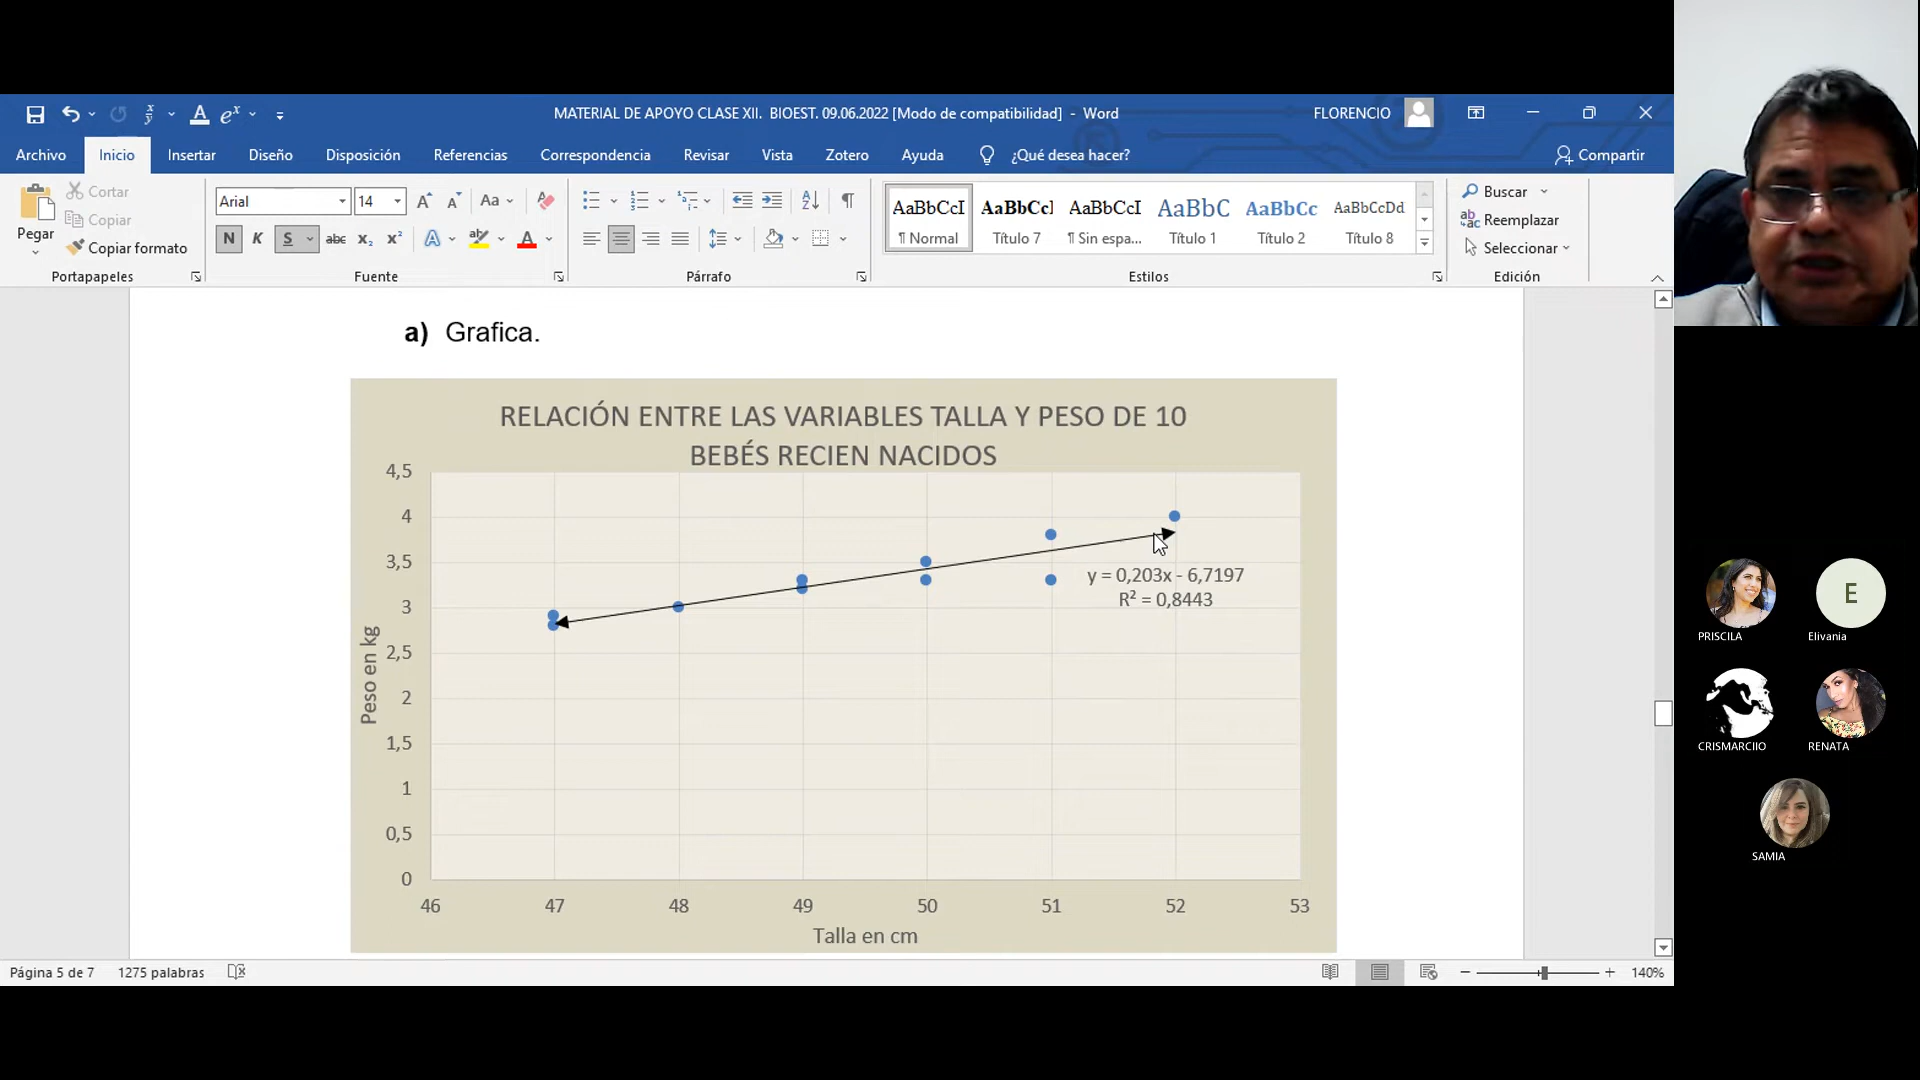 MATERIAL DE APOYO CLASE XII. BIOEST. 09.06.2022 [Modo de compatibilidad] - Word
FLORENCIO
Archivo Inicio Insertar Diseño Disposición Referencias Correspondencia Revisar Vista Zotero Ayuda ¿Qué desea hacer? Compartir
Pegar
Cortar
Copiar
Copiar formato
Portapapeles
Arial 14 Aa
N K S abc x₂ x² A A
Fuente
Párrafo
AaBbCcI AaBbCcI AaBbCcI AaBbC AaBbCc AaBbCcDd
¶ Normal Título 7 ¶ Sin espa... Título 1 Título 2 Título 8
Estilos
Buscar
Reemplazar
Seleccionar
Edición
a) Grafica.
RELACIÓN ENTRE LAS VARIABLES TALLA Y PESO DE 10
BEBÉS RECIEN NACIDOS
Peso en kg
4,5
4
3,5
3
2,5
2
1,5
1
0,5
0
y = 0,203x - 6,7197
R² = 0,8443
46 47 48 49 50 51 52 53
Talla en cm
Página 5 de 7 1275 palabras 140%
E
PRISCILA Elivania
CRISMARCIIO RENATA
SAMIA